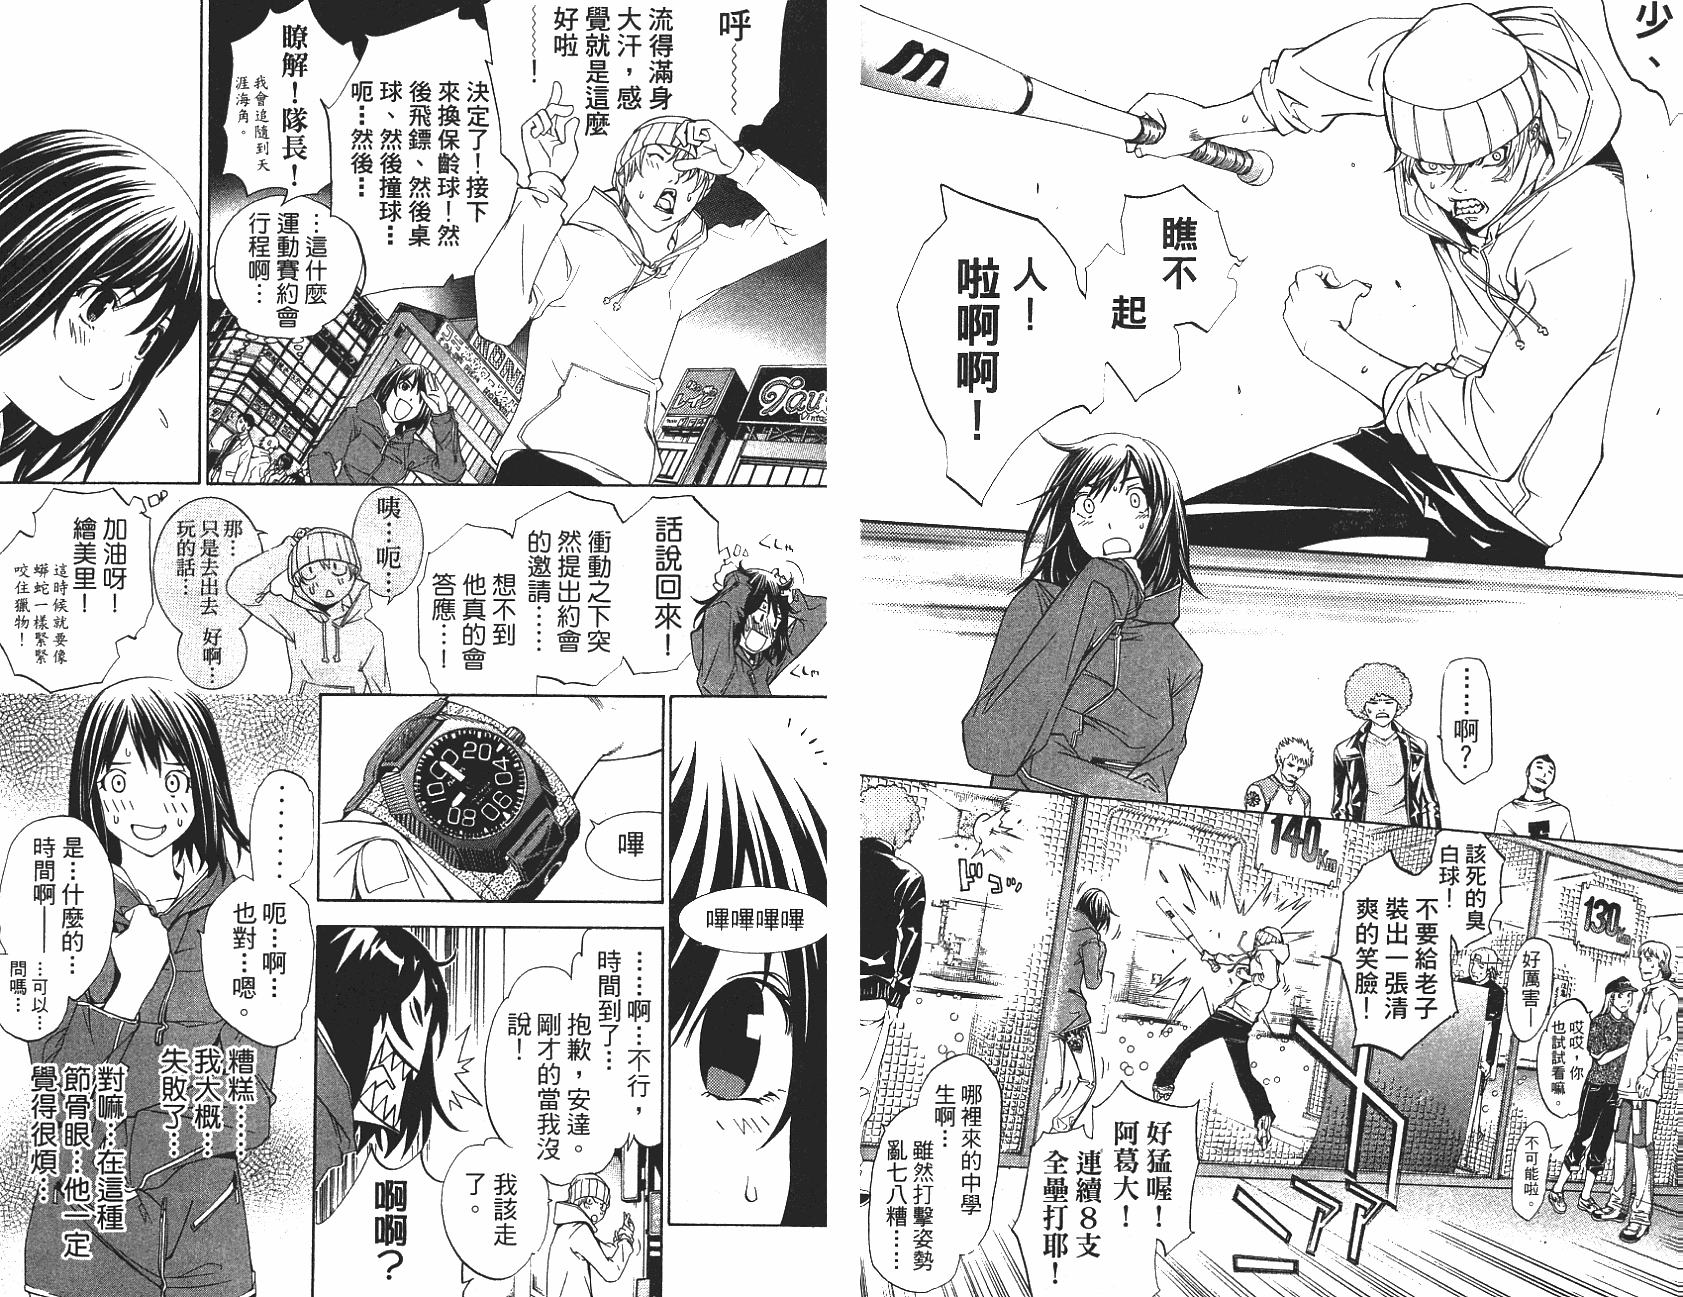 少、
瞧不
起
人！
啦啊啊！
……啊？
140
Km
130
Km
該死的臭
白球！
不要給老子
裝出一張清
爽的笑臉！
好厲害—
哎哎，你
也試試看嘛。
不可能啦。
ドゴッ
好猛喔！
阿葛大！
連續8支
全壘打耶！
哪裡來的中學
生啊…
雖然打擊姿勢
亂七八糟……
呼～～～
流得滿身
大汗，感
覺就是這麼
好啦～～～！
決定了！接下
來換保齡球！然
後飛鏢、然後桌
球、然後撞球…
呃…然後…
瞭解！隊長！
我會追隨到天
涯海角。
…這什麼
運動賽約會
行程啊…
話說回來！
衝動之下突
然提出約會
的邀請……
想不到
他真的會
答應…！
咦…呃…
那…
只是去出去
玩的話…
好啊…
加油呀！
繪美里！
這時候就要像
蟒蛇一樣緊緊
咬住獵物！
嗶嗶嗶嗶
嗶
20
40
60
80
100
…啊…不行，
時間到了…
抱歉，安達。
剛才的當我沒
說！
我該走
了。
啊啊？
………
呃…啊…
也對…嗯。
是…什麼的…
時間啊——
…可以…
問嗎…
糟糕……
我大概…
失敗了…
對嘛…在這種
節骨眼…他一定
覺得很煩…